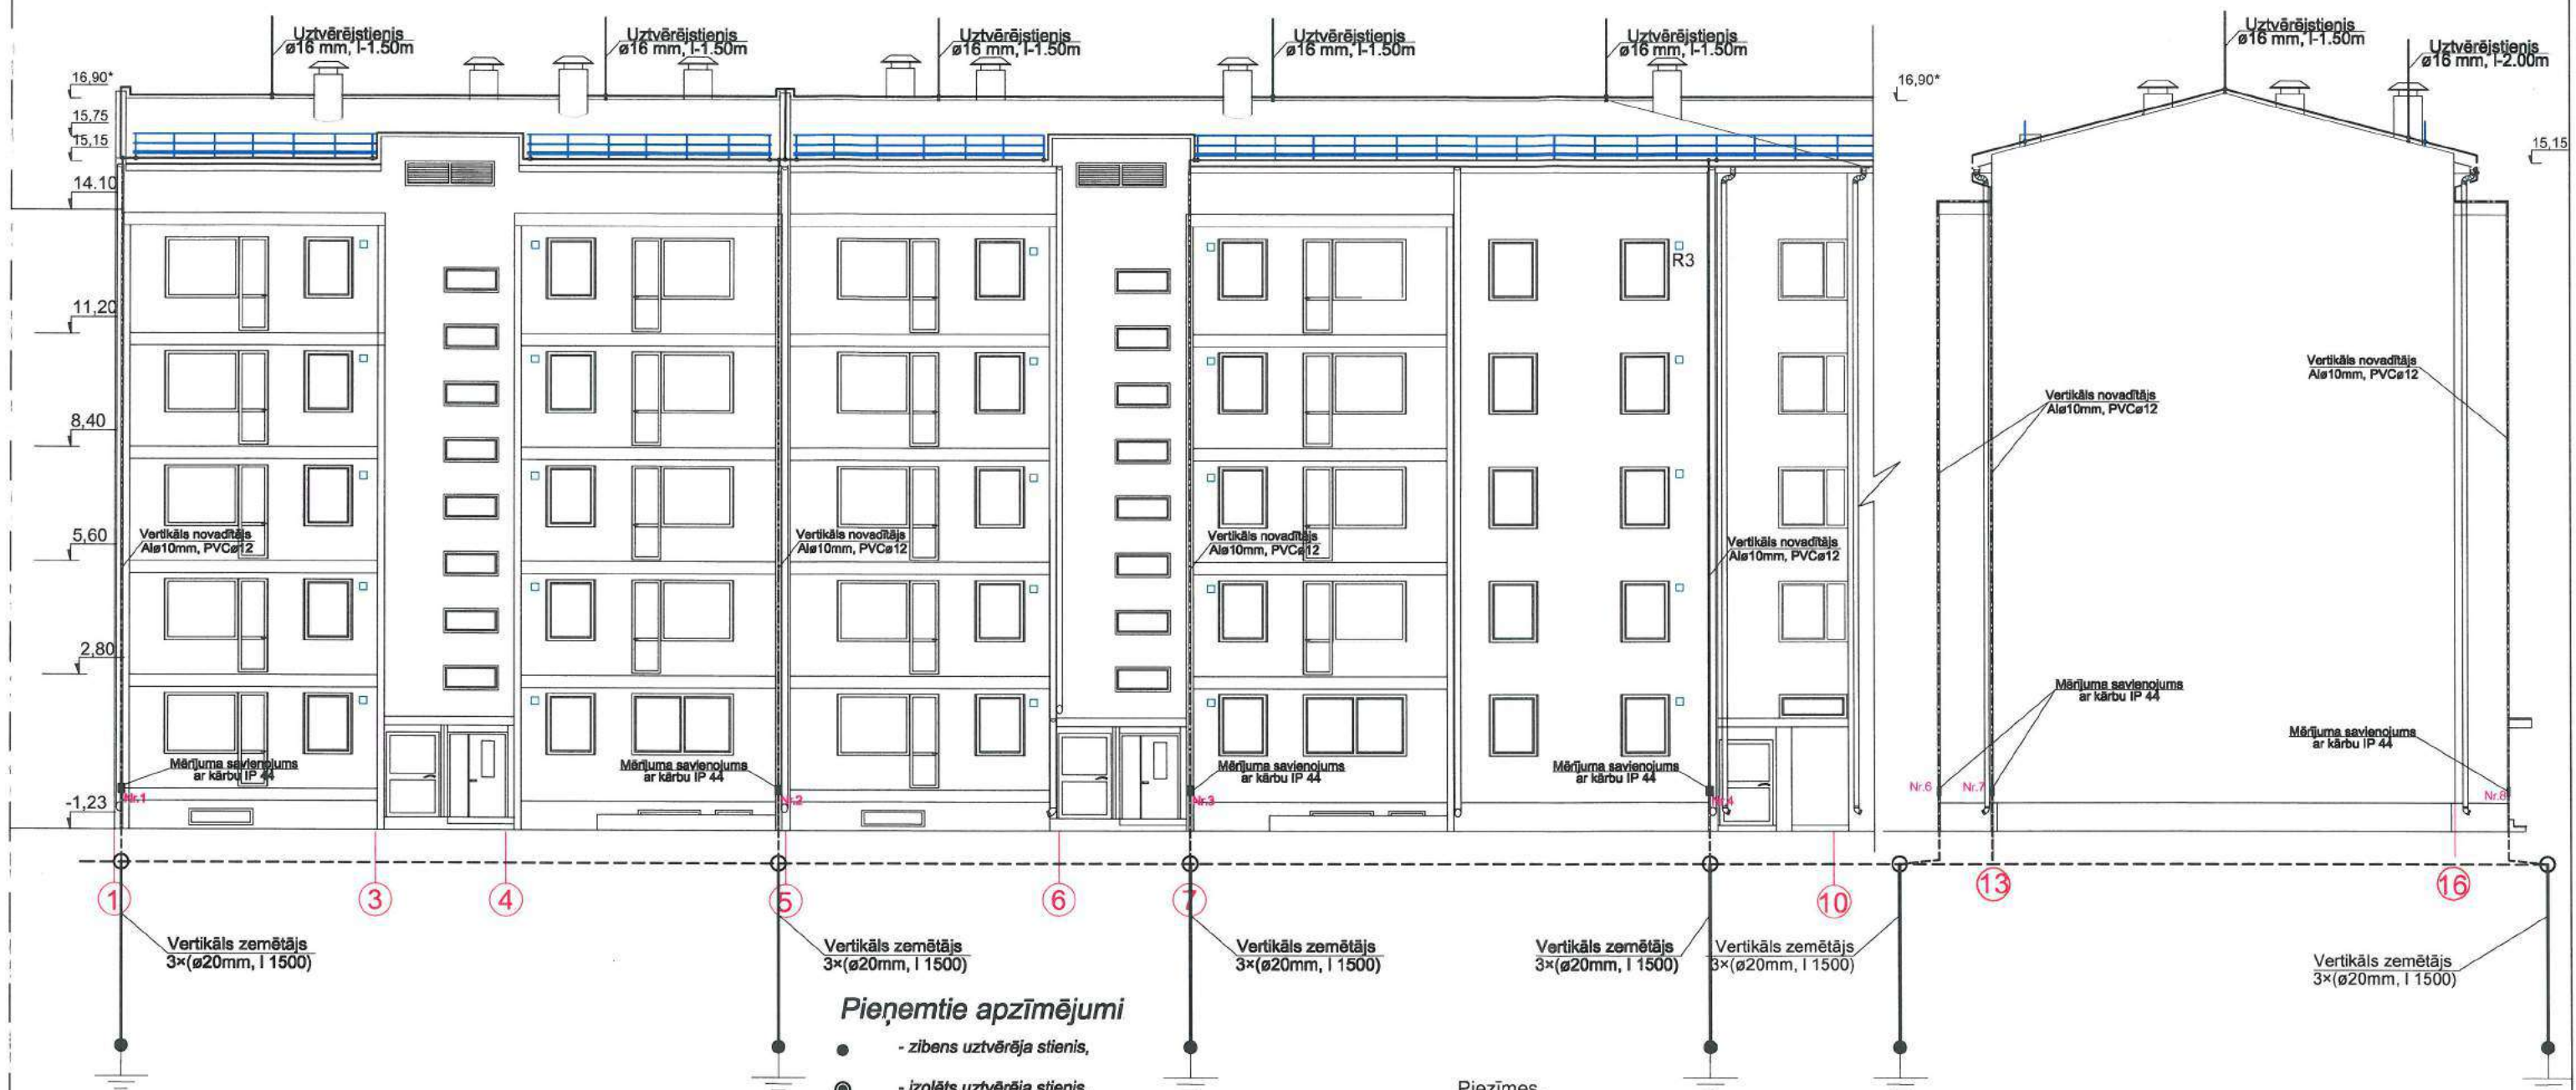 Uztvērējstienis
ø16 mm, l-1.50m
Uztvērējstienis
ø16 mm, l-1.50m
Uztvērējstienis
ø16 mm, l-1.50m
Uztvērējstienis
ø16 mm, l-1.50m
Uztvērējstienis
ø16 mm, l-1.50m
Uztvērējstienis
ø16 mm, l-1.50m
Uztvērējstienis
ø16 mm, l-2.00m
16,90*
16,90*
15,75
15,15
15,15
14.10
R3
11,20
8,40
5,60
2,80
-1,23
Vertikāls novadītājs
Alø10mm, PVCø12
Vertikāls novadītājs
Alø10mm, PVCø12
Vertikāls novadītājs
Alø10mm, PVCø12
Vertikāls novadītājs
Alø10mm, PVCø12
Vertikāls novadītājs
Alø10mm, PVCø12
Vertikāls novadītājs
Alø10mm, PVCø12
Mērījuma savienojums
ar kārbu IP 44
Mērījuma savienojums
ar kārbu IP 44
Mērījuma savienojums
ar kārbu IP 44
Mērījuma savienojums
ar kārbu IP 44
Mērījuma savienojums
ar kārbu IP 44
Mērījuma savienojums
ar kārbu IP 44
Nr.1
Nr.2
Nr.3
Nr.4
Nr.6
Nr.7
Nr.8
1
3
4
5
6
7
10
13
16
Vertikāls zemētājs
3×(ø20mm, l 1500)
Vertikāls zemētājs
3×(ø20mm, l 1500)
Vertikāls zemētājs
3×(ø20mm, l 1500)
Vertikāls zemētājs
3×(ø20mm, l 1500)
Vertikāls zemētājs
3×(ø20mm, l 1500)
Vertikāls zemētājs
3×(ø20mm, l 1500)
Pieņemtie apzīmējumi
- zibens uztvērēja stienis,
- izolēts uztvērēja stienis
Piezīmes